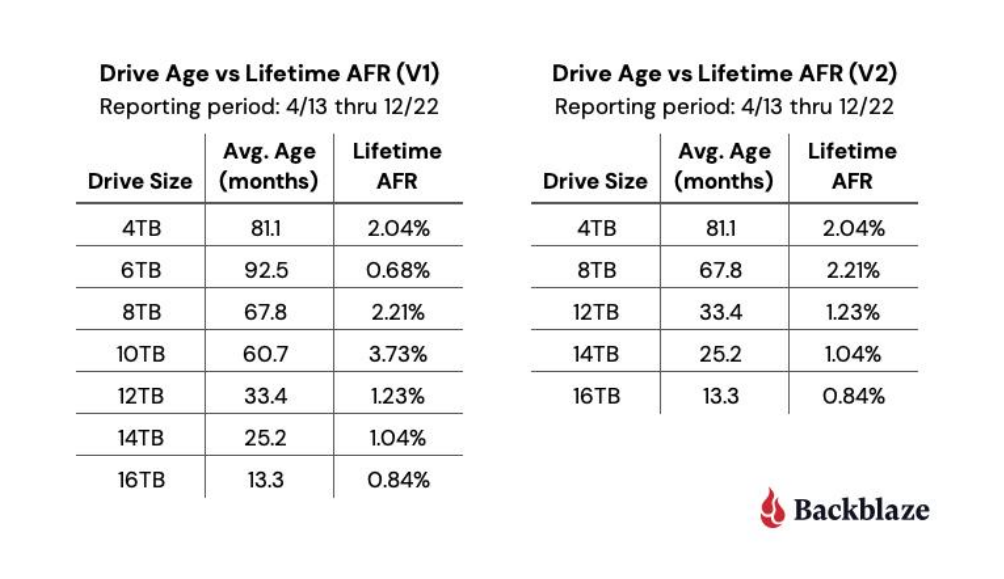 Drive Age vs Lifetime AFR (V1)
Reporting period: 4/13 thru 12/22
Drive Size Avg. Age (months) Lifetime AFR
4TB 81.1 2.04%
6TB 92.5 0.68%
8TB 67.8 2.21%
10TB 60.7 3.73%
12TB 33.4 1.23%
14TB 25.2 1.04%
16TB 13.3 0.84%
Drive Age vs Lifetime AFR (V2)
Reporting period: 4/13 thru 12/22
Drive Size Avg. Age (months) Lifetime AFR
4TB 81.1 2.04%
8TB 67.8 2.21%
12TB 33.4 1.23%
14TB 25.2 1.04%
16TB 13.3 0.84%
Backblaze